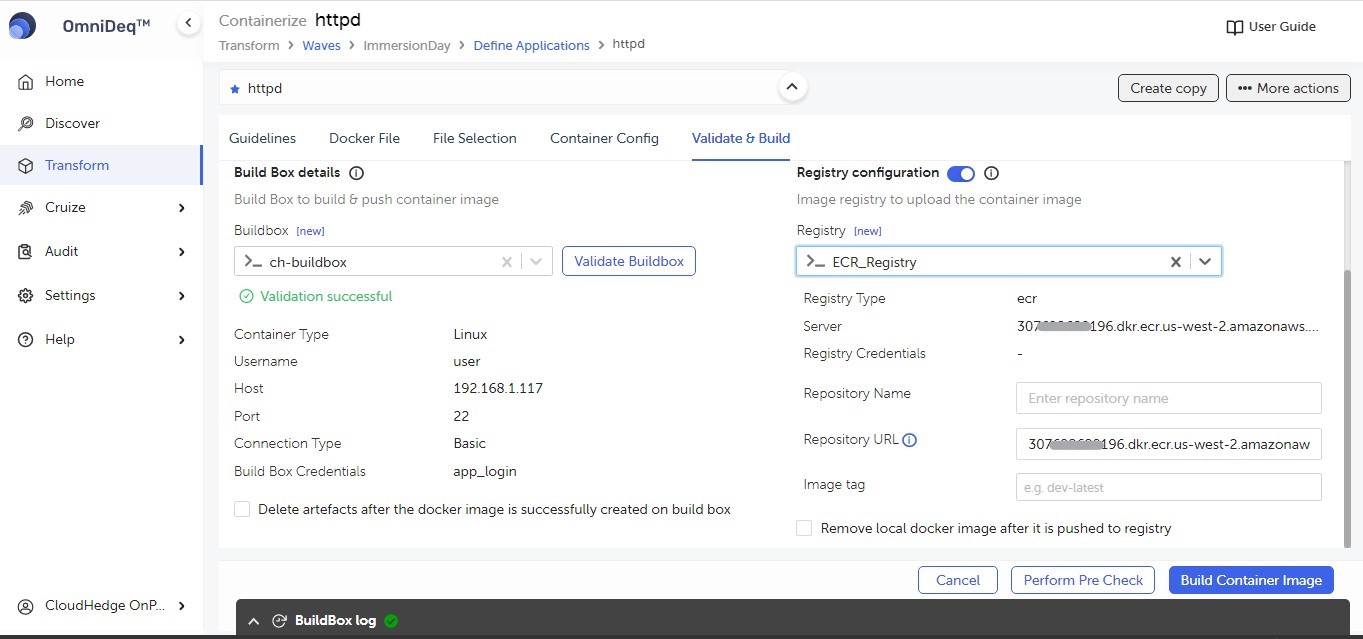 OmniDeq™
Containerize httpd
Transform > Waves > ImmersionDay > Define Applications > httpd
User Guide
Home
Discover
Transform
Cruize
Audit
Settings
Help
CloudHedge OnP...
httpd
Create copy
••• More actions
Guidelines
Docker File
File Selection
Container Config
Validate & Build
Build Box details
Build Box to build & push container image
Buildbox [new]
ch-buildbox
Validate Buildbox
Validation successful
Container Type Linux
Username user
Host 192.168.1.117
Port 22
Connection Type Basic
Build Box Credentials app_login
Delete artefacts after the docker image is successfully created on build box
Registry configuration
Image registry to upload the container image
Registry [new]
ECR_Registry
Registry Type ecr
Server 307 196.dkr.ecr.us-west-2.amazonaws....
Registry Credentials -
Repository Name Enter repository name
Repository URL 307 196.dkr.ecr.us-west-2.amazonaw
Image tag e.g. dev-latest
Remove local docker image after it is pushed to registry
Cancel
Perform Pre Check
Build Container Image
BuildBox log